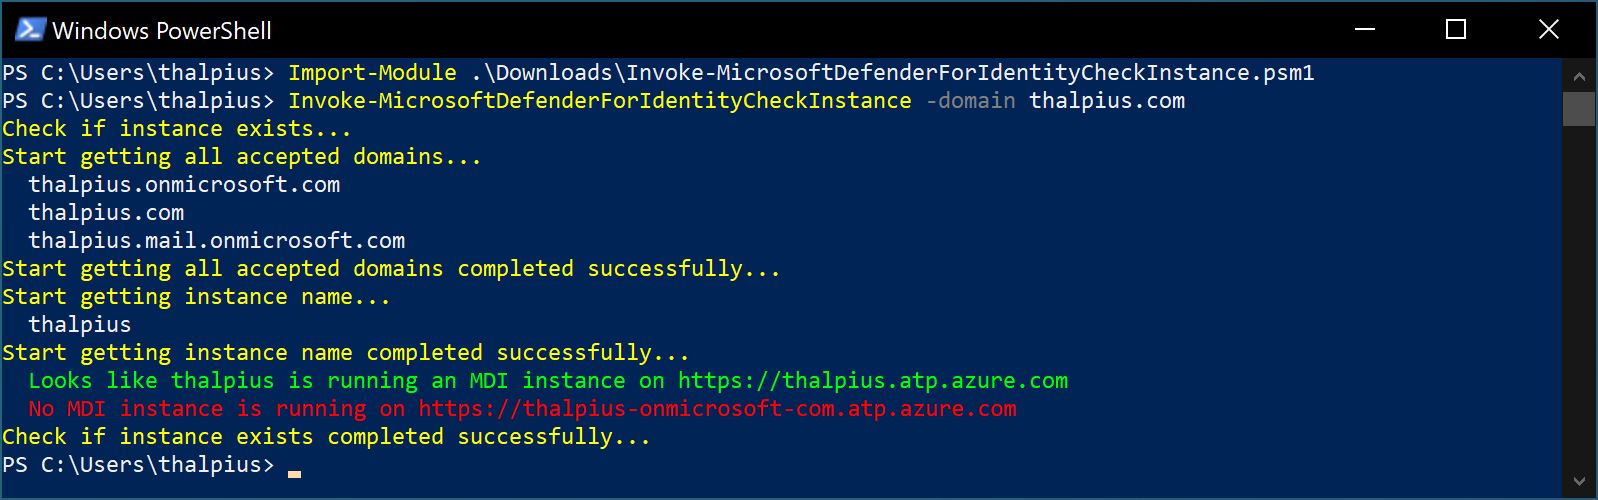 Windows PowerShell
PS C:\Users\thalpius> Import-Module .\Downloads\Invoke-MicrosoftDefenderForIdentityCheckInstance.psm1
PS C:\Users\thalpius> Invoke-MicrosoftDefenderForIdentityCheckInstance -domain thalpius.com
Check if instance exists...
Start getting all accepted domains...
  thalpius.onmicrosoft.com
  thalpius.com
  thalpius.mail.onmicrosoft.com
Start getting all accepted domains completed successfully...
Start getting instance name...
  thalpius
Start getting instance name completed successfully...
  Looks like thalpius is running an MDI instance on https://thalpius.atp.azure.com
  No MDI instance is running on https://thalpius-onmicrosoft-com.atp.azure.com
Check if instance exists completed successfully...
PS C:\Users\thalpius>